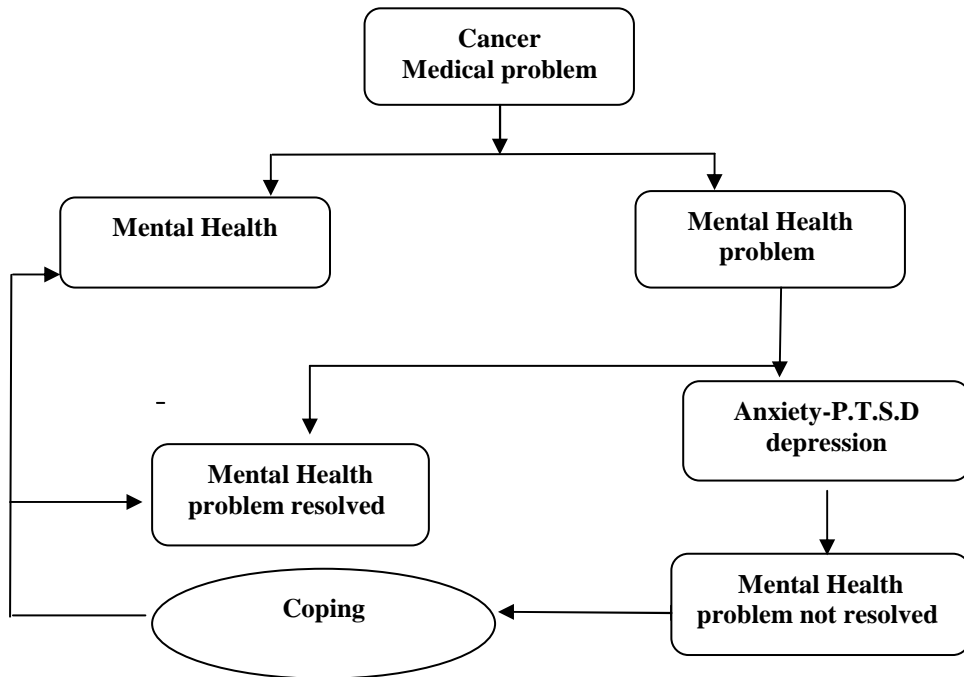 Cancer
Medical problem
Mental Health
Mental Health
problem
Anxiety-P.T.S.D
depression
Mental Health
problem resolved
Mental Health
problem not resolved
Coping